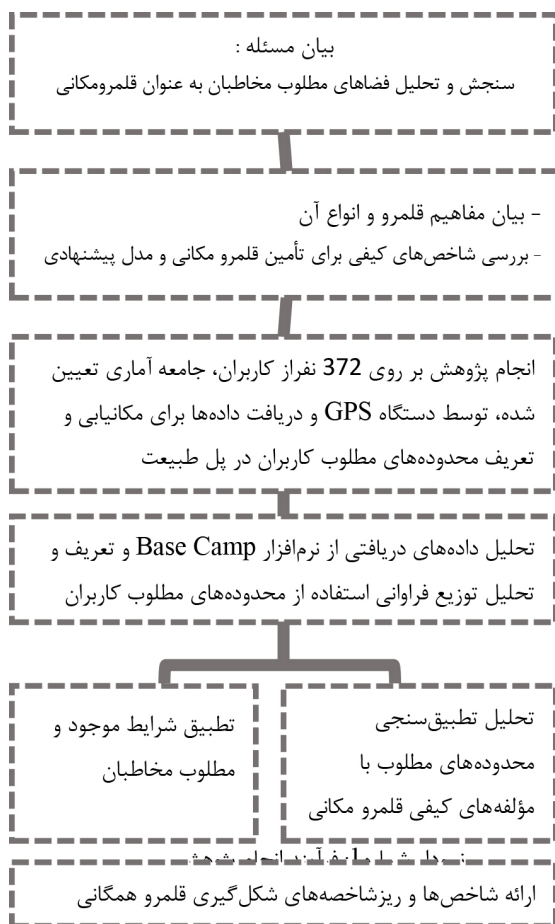 بیان مسئله :
سنجش و تحلیل فضاهای مطلوب مخاطبان به عنوان قلمرومکانی
- بیان مفاهیم قلمرو و انواع آن
- بررسی شاخص‌های کیفی برای تأمین قلمرو مکانی و مدل پیشنهادی
انجام پژوهش بر روی 372 نفراز کاربران، جامعه آماری تعیین
شده، توسط دستگاه GPS و دریافت داده‌ها برای مکانیابی و
تعریف محدوده‌های مطلوب کاربران در پل طبیعت
تحلیل داده‌های دریافتی از نرم‌افزار Base Camp و تعریف و
تحلیل توزیع فراوانی استفاده از محدوده‌های مطلوب کاربران
تحلیل تطبیق‌سنجی
محدوده‌های مطلوب با
مؤلفه‌های کیفی قلمرو مکانی
تطبیق شرایط موجود و
مطلوب مخاطبان
ارائه شاخص‌ها و ریزشاخصه‌های شکل‌گیری قلمرو همگانی